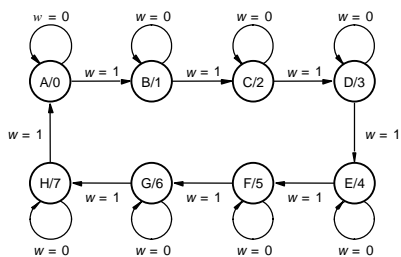 w = 0 w = 0 w = 0 w = 0
A/0 w = 1 B/1 w = 1 C/2 w = 1 D/3
w = 1 w = 1
H/7 w = 1 G/6 w = 1 F/5 w = 1 E/4
w = 0 w = 0 w = 0 w = 0